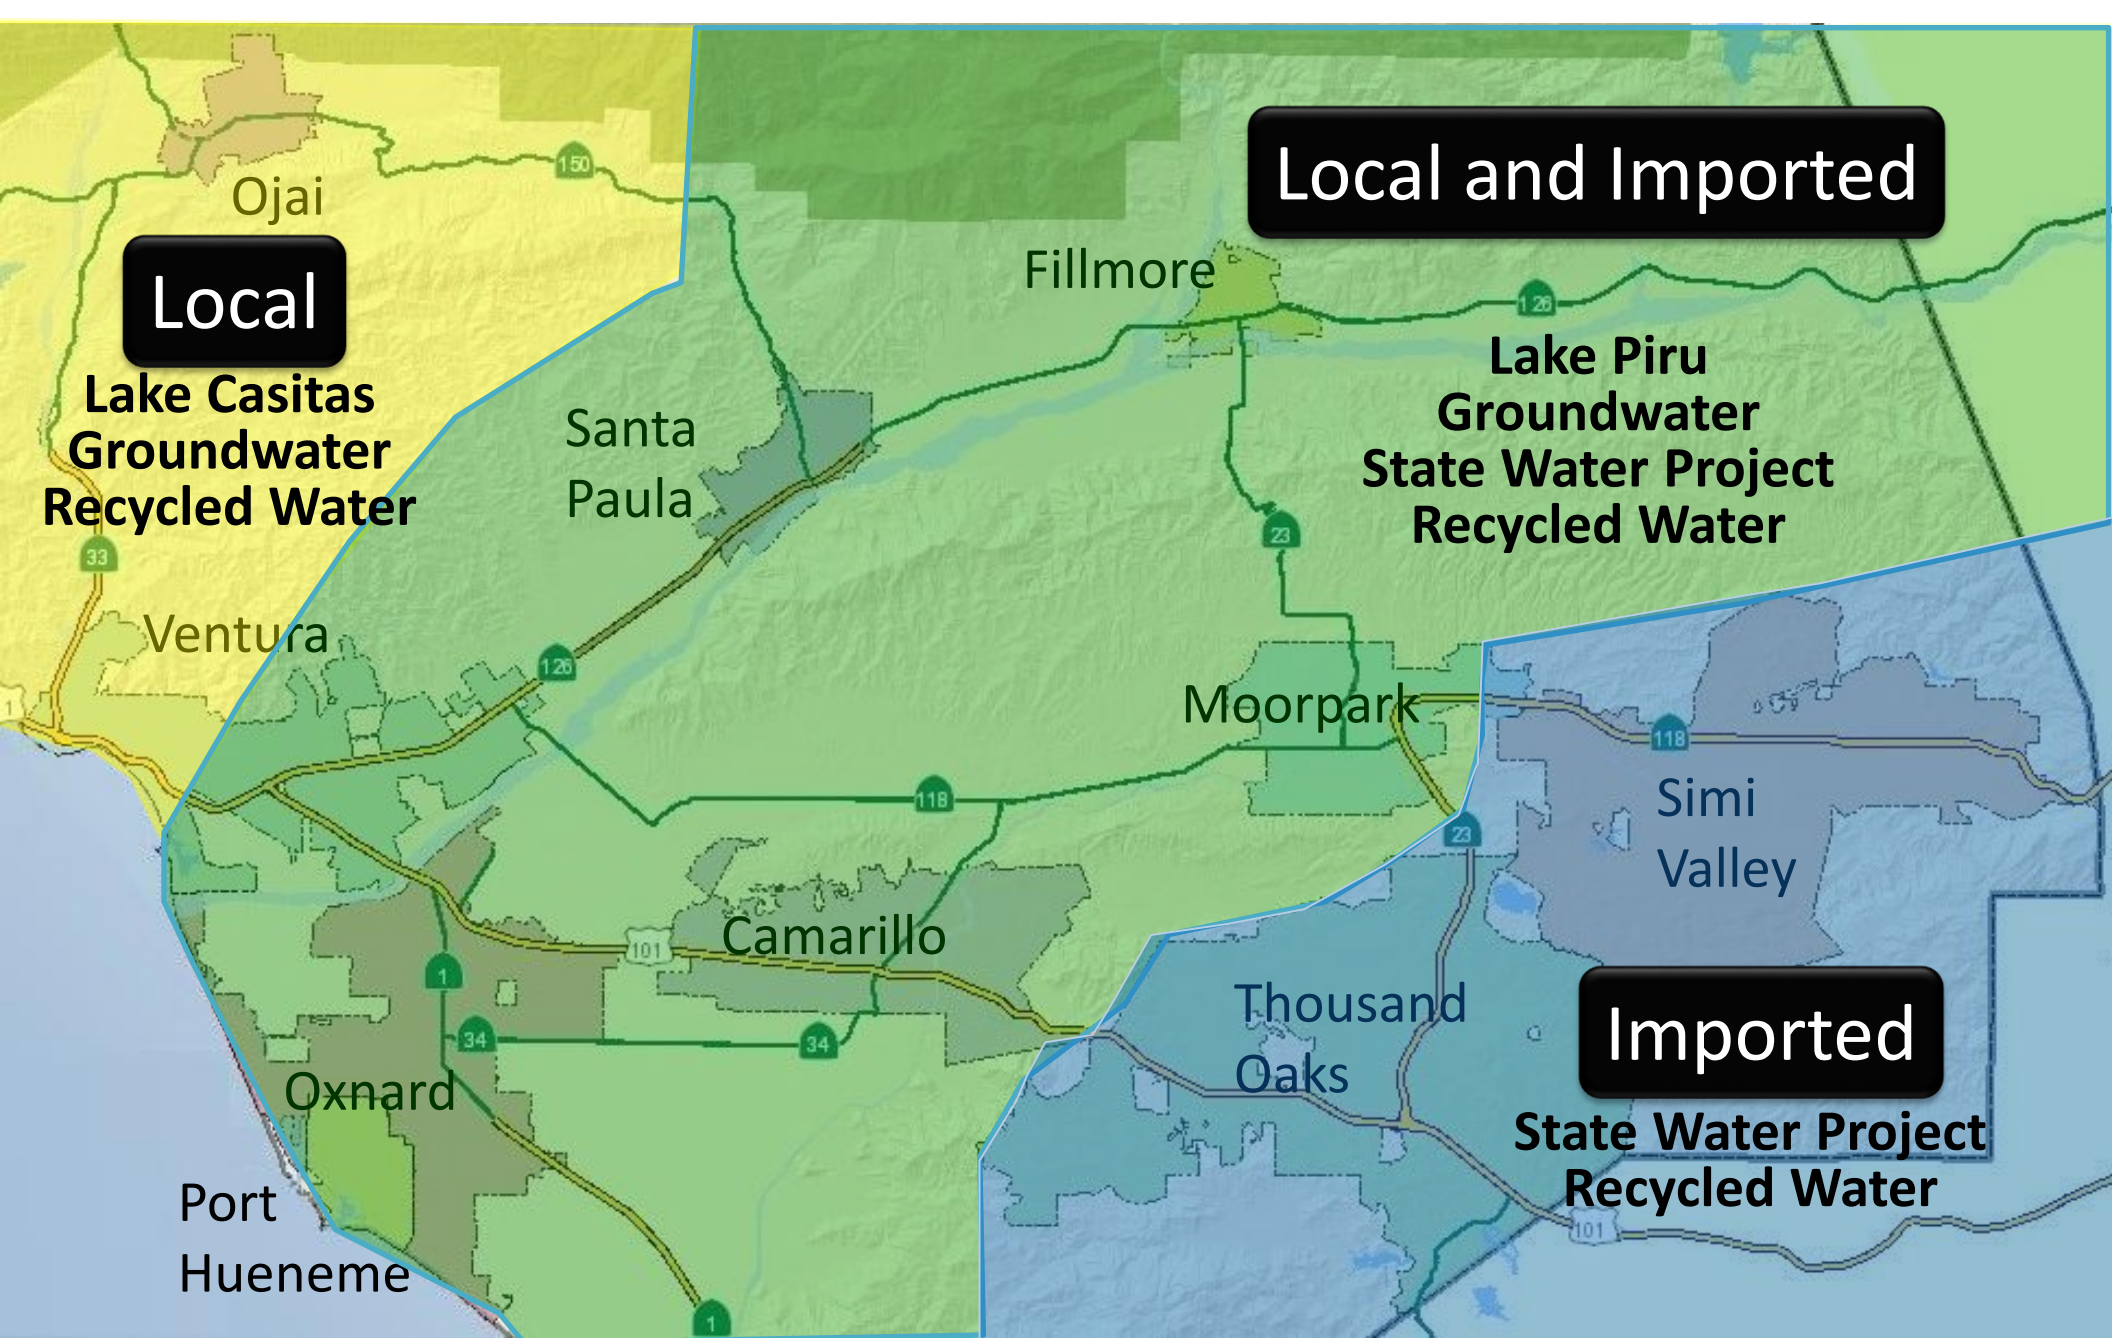 150
Ojai
Local and Imported
Local
Fillmore
126
Lake Casitas
Groundwater
Recycled Water
Lake Piru
Groundwater
State Water Project
Recycled Water
Santa
Paula
23
33
Ventura
126
1
Moorpark
118
118
Simi
Valley
23
101
Camarillo
1
Thousand
Oaks
34
34
Imported
Oxnard
State Water Project
Recycled Water
101
Port
Hueneme
1